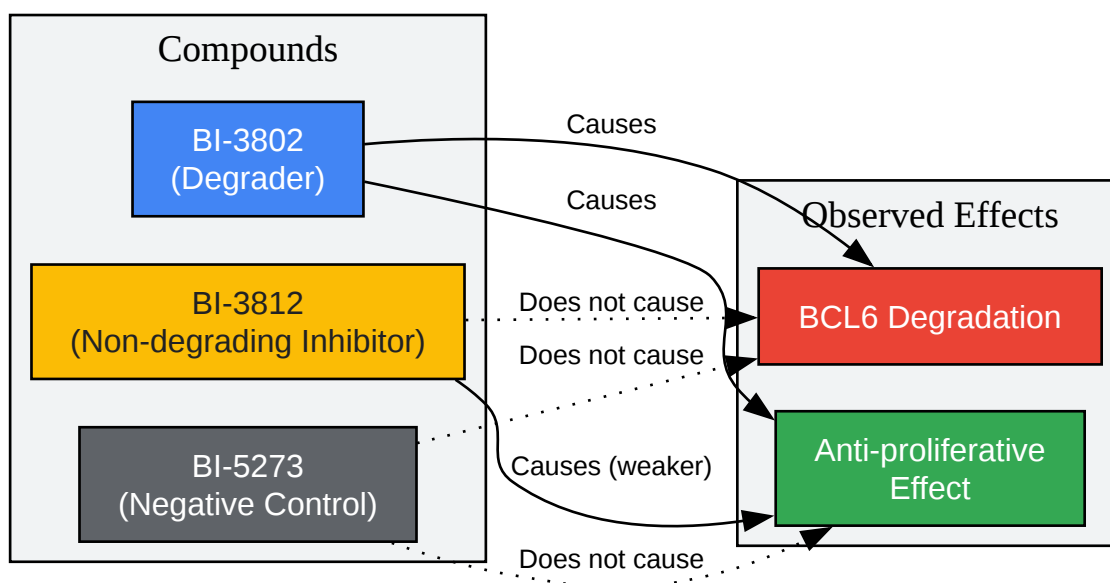 Compounds
BI-3802
(Degrader)
BI-3812
(Non-degrading Inhibitor)
BI-5273
(Negative Control)
Causes
Causes
Does not cause
Does not cause
Causes (weaker)
Does not cause
Observed Effects
BCL6 Degradation
Anti-proliferative
Effect